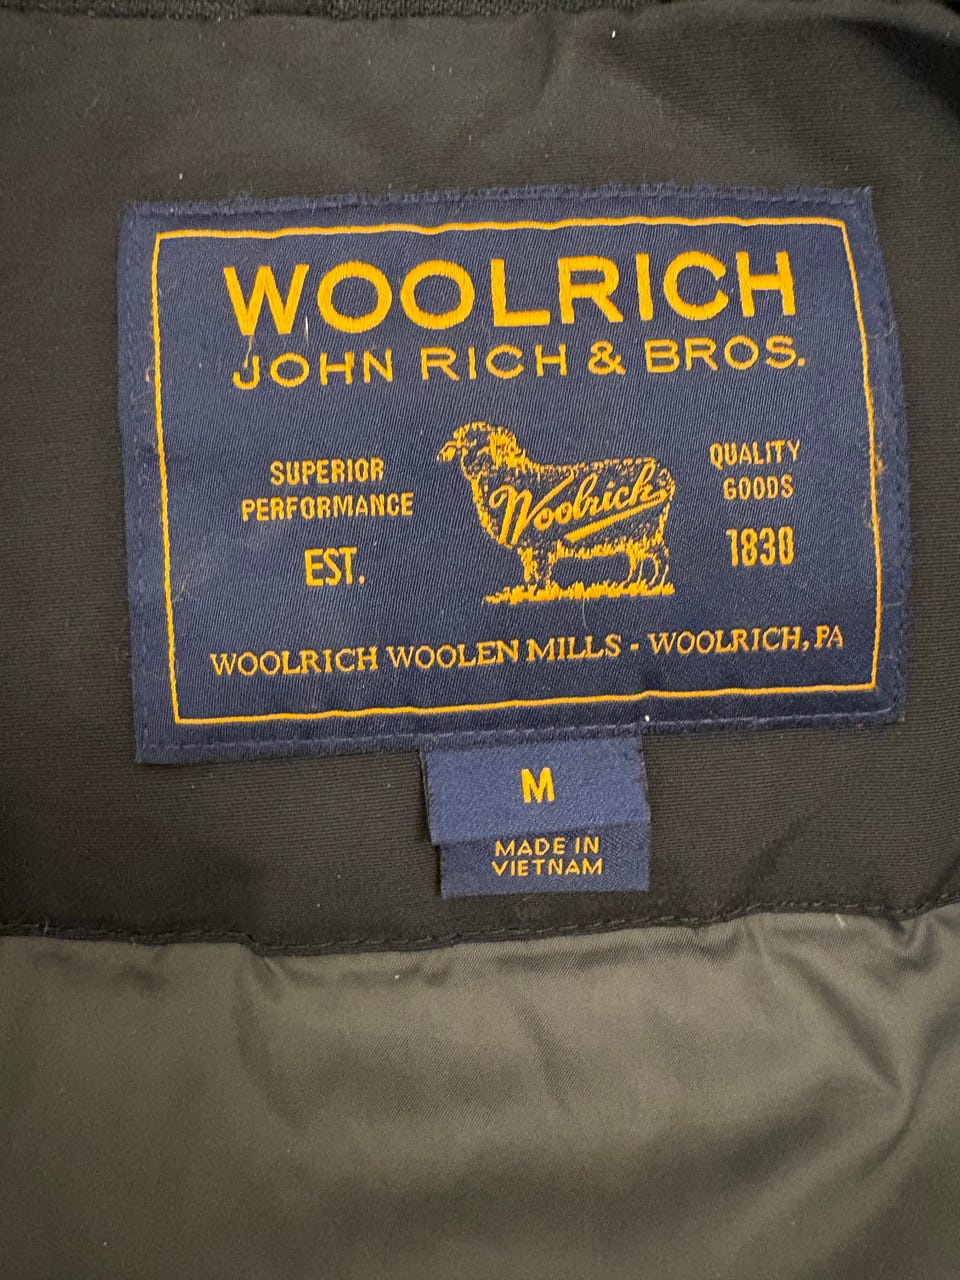 WOOLRICH
JOHN RICH & BROS.
SUPERIOR
PERFORMANCE
EST.
Woolrich
QUALITY
GOODS
1830
WOOLRICH WOOLEN MILLS - WOOLRICH, PA
M
MADE IN
VIETNAM